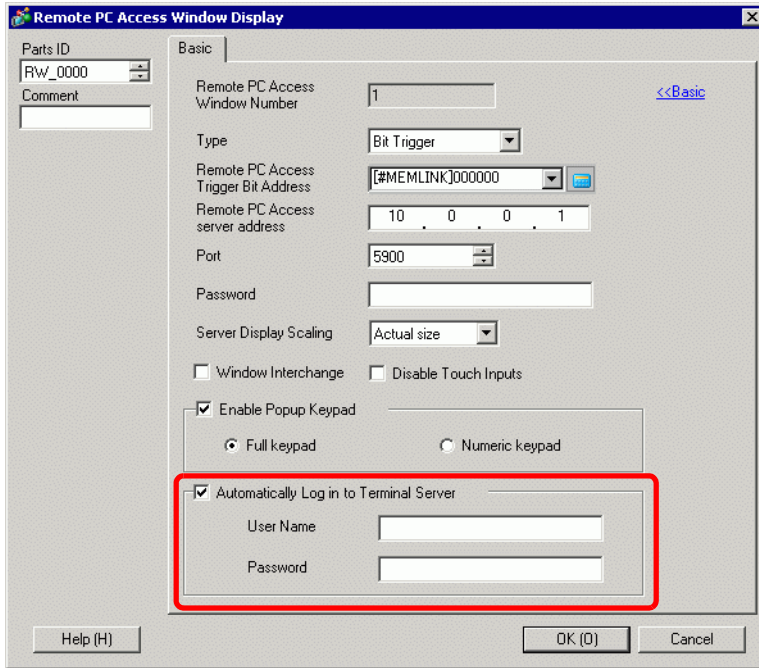 Remote PC Access Window Display
Parts ID
RW_0000
Comment
Basic
Remote PC Access
Window Number
1
<<Basic
Type
Bit Trigger
Remote PC Access
Trigger Bit Address
[#MEMLINK]000000
Remote PC Access
server address
10 . 0 . 0 . 1
Port
5900
Password
Server Display Scaling
Actual size
Window Interchange
Disable Touch Inputs
Enable Popup Keypad
Full keypad
Numeric keypad
Automatically Log in to Terminal Server
User Name
Password
Help (H)
OK (O)
Cancel